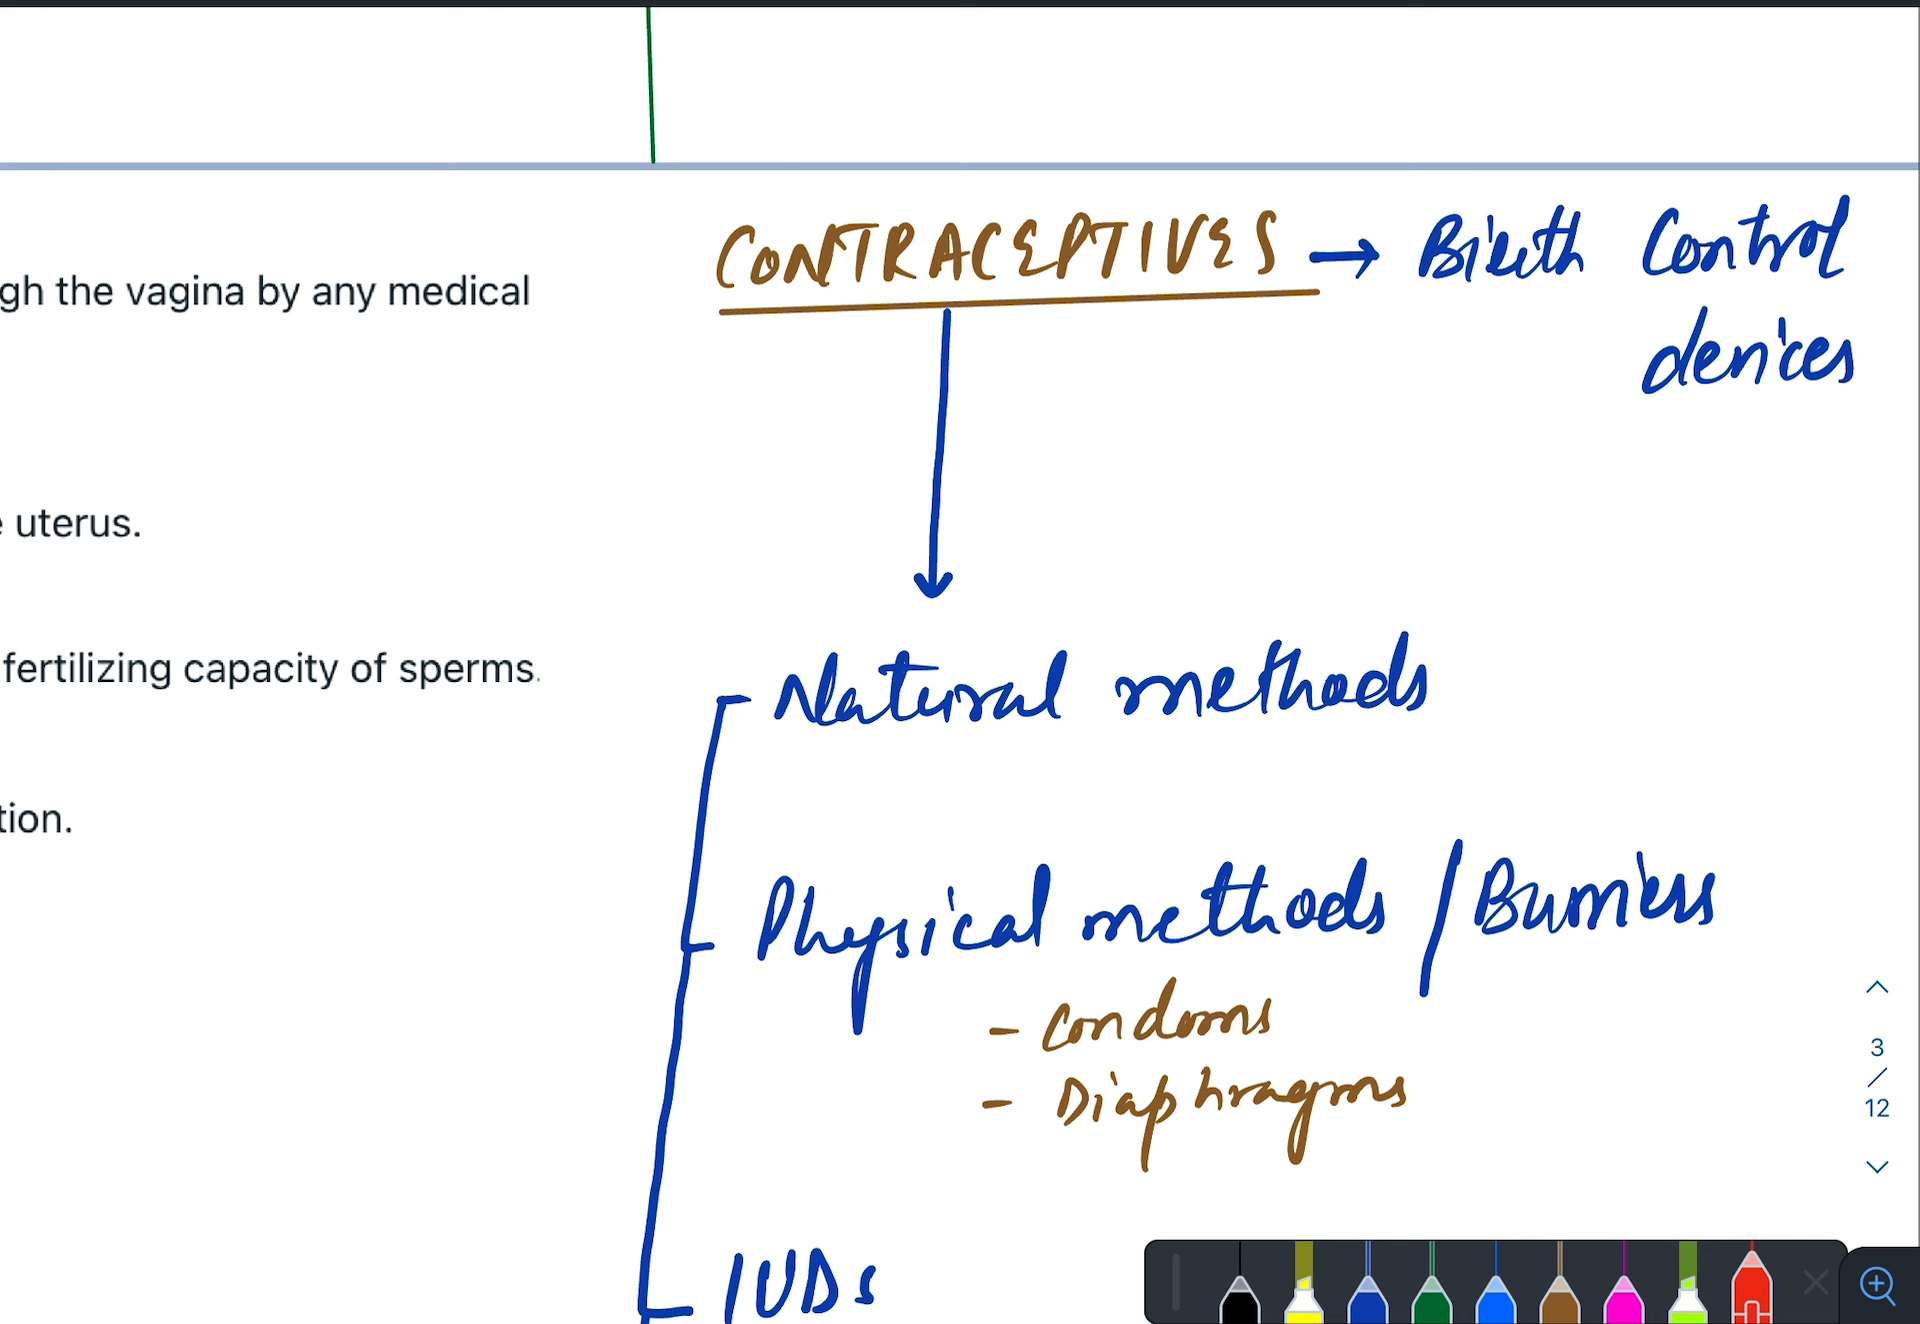 CONTRACEPTIVES → Birth Control
devices
gh the vagina by any medical
e uterus.
fertilizing capacity of sperms.
tion.
Natural methods
Physical methods / Barriers
- Condoms
- Diaphragms
IUDs
3
/
12